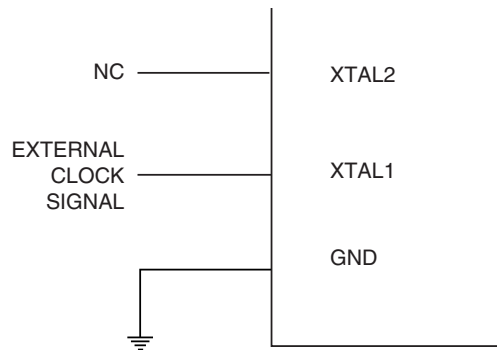 NC
XTAL2
EXTERNAL
CLOCK
SIGNAL
XTAL1
GND